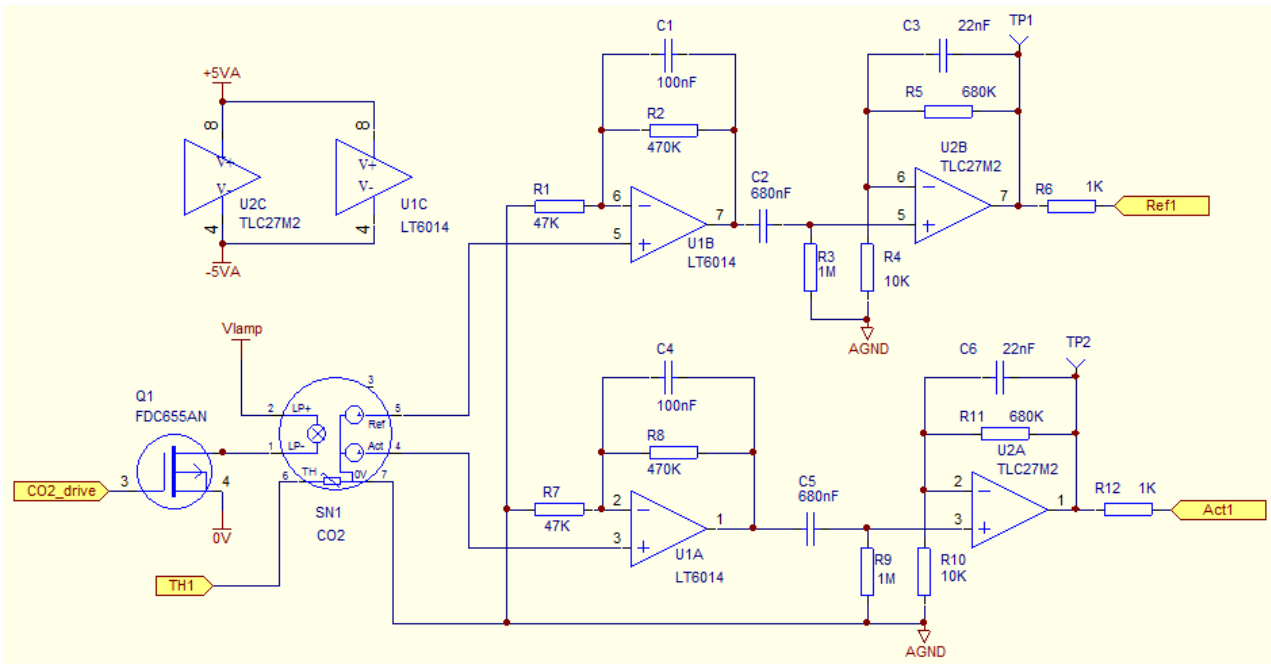 C1
100nF
R2
470K
C3 22nF TP1
R5 680K
+5VA
8 8
V+ V+
V- V-
U2C
TLC27M2
U1C
LT6014
4 4
-5VA
R1
47K
6
5
7
U1B
LT6014
C2
680nF
U2B
TLC27M2
6
5
7
R3
1M
R4
10K
R6 1K
Ref1
AGND
Vlamp
Q1
FDC655AN
CO2_drive
3
4
0V
2 LP+
1 LP-
3
5
Ref
Act 4
6 TH 0V 7
SN1
CO2
TH1
C4
100nF
R8
470K
R7
47K
2
3
1
U1A
LT6014
C5
680nF
C6 22nF TP2
R11 680K
U2A
TLC27M2
2
3
1
R9
1M
R10
10K
R12 1K
Act1
AGND